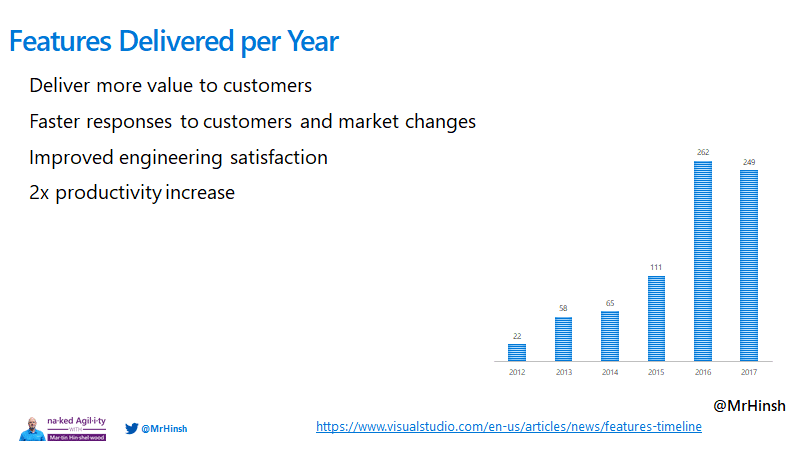 Features Delivered per Year
Deliver more value to customers
Faster responses to customers and market changes
Improved engineering satisfaction
2x productivity increase
262
249
111
65
58
22
2012 2013 2014 2015 2016 2017
@MrHinsh
na·ked Agil·i·ty
WITH
Mar·tin Hin·shel·wood
@MrHinsh
https://www.visualstudio.com/en-us/articles/news/features-timeline